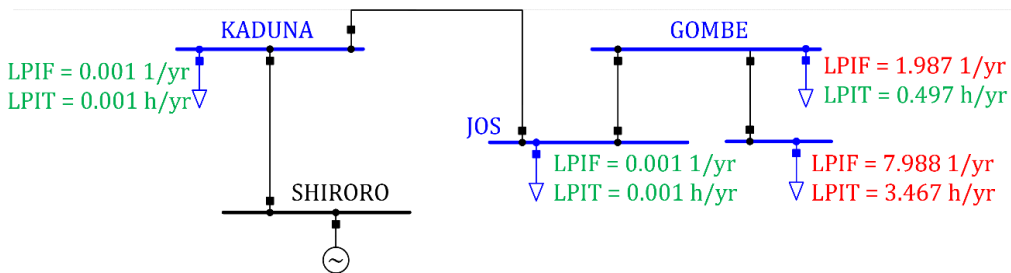 KADUNA
GOMBE
LPIF = 0.001 1/yr
LPIT = 0.001 h/yr
LPIF = 1.987 1/yr
LPIT = 0.497 h/yr
JOS
LPIF = 0.001 1/yr
LPIT = 0.001 h/yr
LPIF = 7.988 1/yr
LPIT = 3.467 h/yr
SHIRORO
~